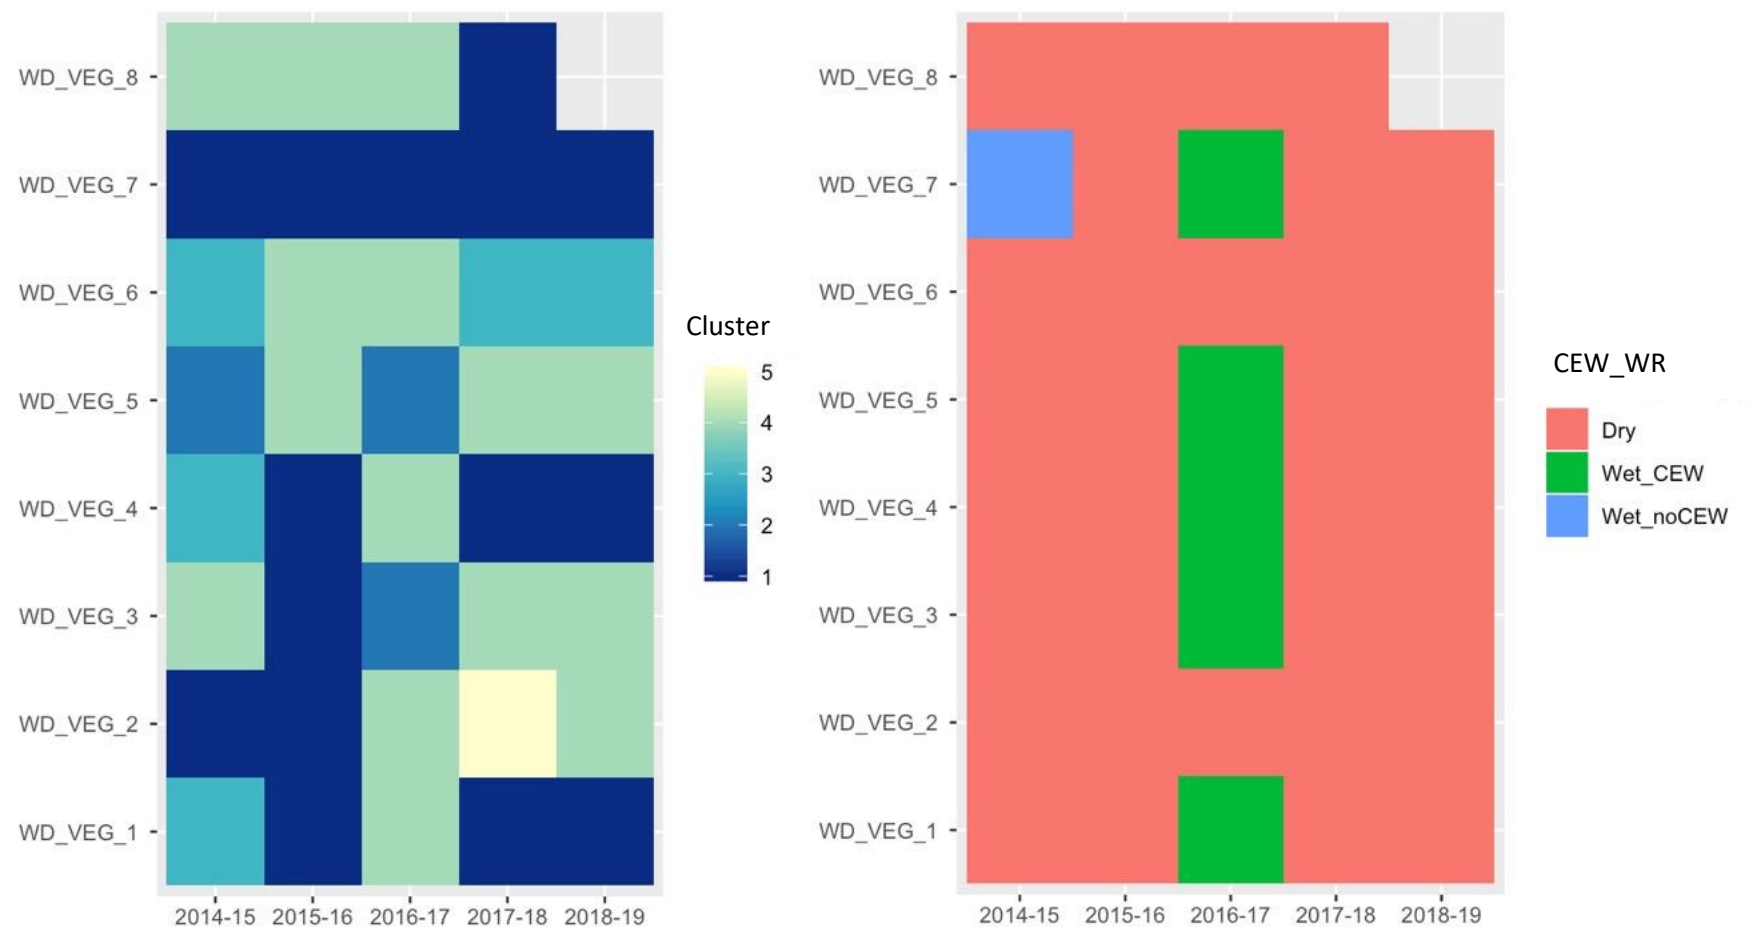 WD_VEG_8
WD_VEG_7
WD_VEG_6
WD_VEG_5
WD_VEG_4
WD_VEG_3
WD_VEG_2
WD_VEG_1
2014-15 2015-16 2016-17 2017-18 2018-19
Cluster
5
4
3
2
1
WD_VEG_8
WD_VEG_7
WD_VEG_6
WD_VEG_5
WD_VEG_4
WD_VEG_3
WD_VEG_2
WD_VEG_1
2014-15 2015-16 2016-17 2017-18 2018-19
CEW_WR
Dry
Wet_CEW
Wet_noCEW